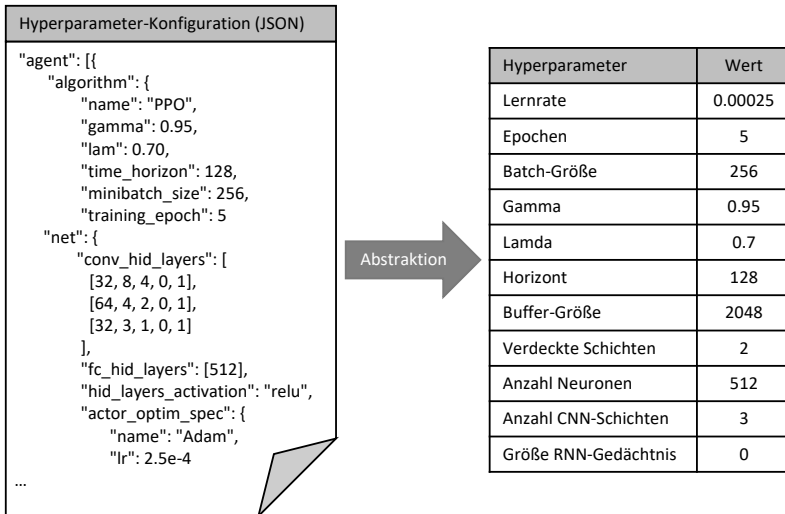 Hyperparameter-Konfiguration (JSON)
"agent": [{
"algorithm": {
"name": "PPO",
"gamma": 0.95,
"lam": 0.70,
"time_horizon": 128,
"minibatch_size": 256,
"training_epoch": 5
"net": {
"conv_hid_layers": [
[32, 8, 4, 0, 1],
[64, 4, 2, 0, 1],
[32, 3, 1, 0, 1]
],
"fc_hid_layers": [512],
"hid_layers_activation": "relu",
"actor_optim_spec": {
"name": "Adam",
"lr": 2.5e-4
...
Abstraktion
Hyperparameter Wert
Lernrate 0.00025
Epochen 5
Batch-Größe 256
Gamma 0.95
Lamda 0.7
Horizont 128
Buffer-Größe 2048
Verdeckte Schichten 2
Anzahl Neuronen 512
Anzahl CNN-Schichten 3
Größe RNN-Gedächtnis 0